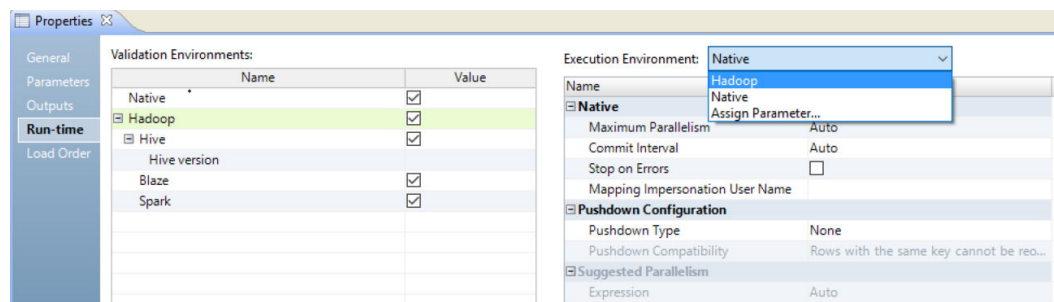 Properties
General
Parameters
Outputs
Run-time
Load Order
Validation Environments:
Name Value
Native
Hadoop
Hive
Hive version
Blaze
Spark
Execution Environment: Native
Hadoop
Native
Assign Parameter...
Name
Native
Maximum Parallelism Auto
Commit Interval Auto
Stop on Errors
Mapping Impersonation User Name
Pushdown Configuration
Pushdown Type None
Pushdown Compatibility Rows with the same key cannot be reo...
Suggested Parallelism
Expression Auto